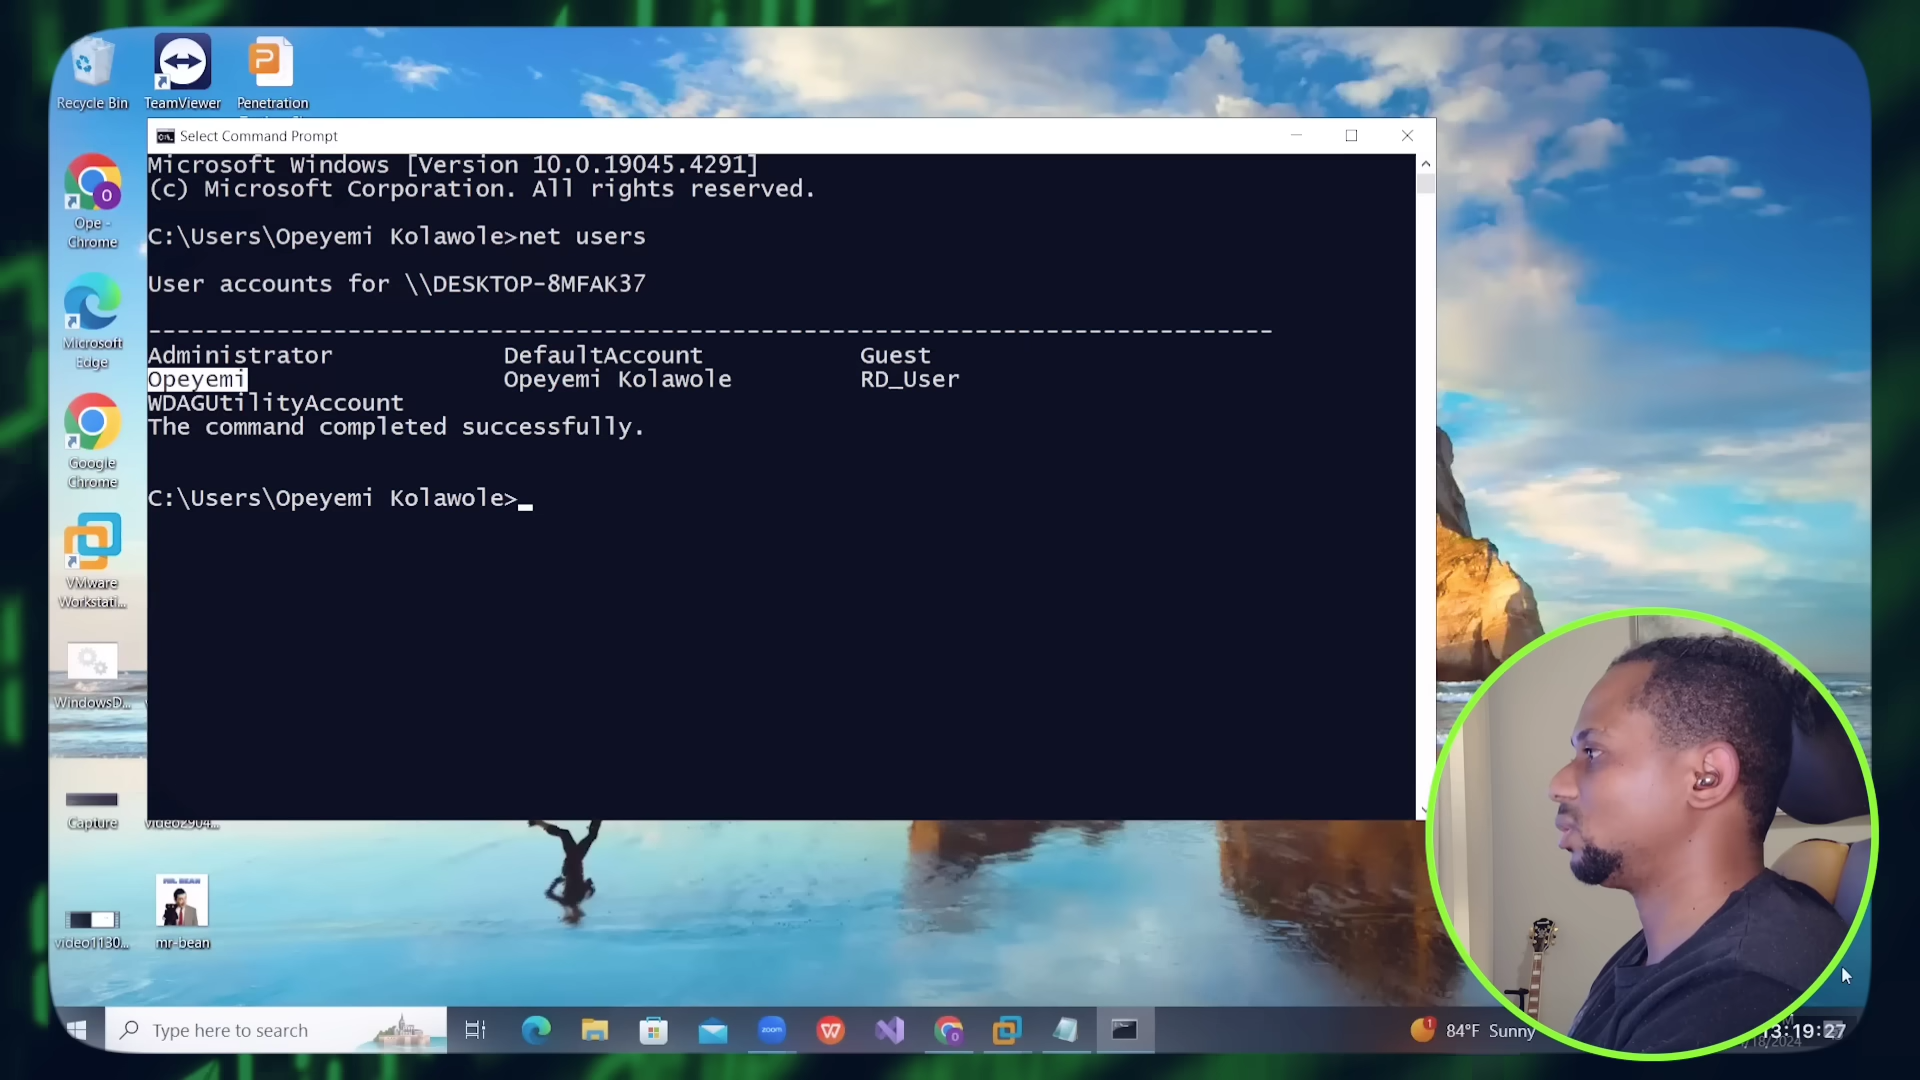 Recycle Bin
TeamViewer
Penetration
Select Command Prompt
Microsoft Windows [Version 10.0.19045.4291]
(c) Microsoft Corporation. All rights reserved.
C:\Users\Opeyemi Kolawole>net users
User accounts for \\DESKTOP-8MFAK37
-------------------------------------------------------------------------------
Administrator DefaultAccount Guest
Opeyemi Opeyemi Kolawole RD_User
WDAGUtilityAccount
The command completed successfully.
C:\Users\Opeyemi Kolawole>_
Ope -
Chrome
Microsoft
Edge
Google
Chrome
VMware
Workstati...
WindowsD...
Capture
video2904...
video1130...
MR. BEAN
mr-bean
Type here to search
zoom
84°F Sunny
13:19:27